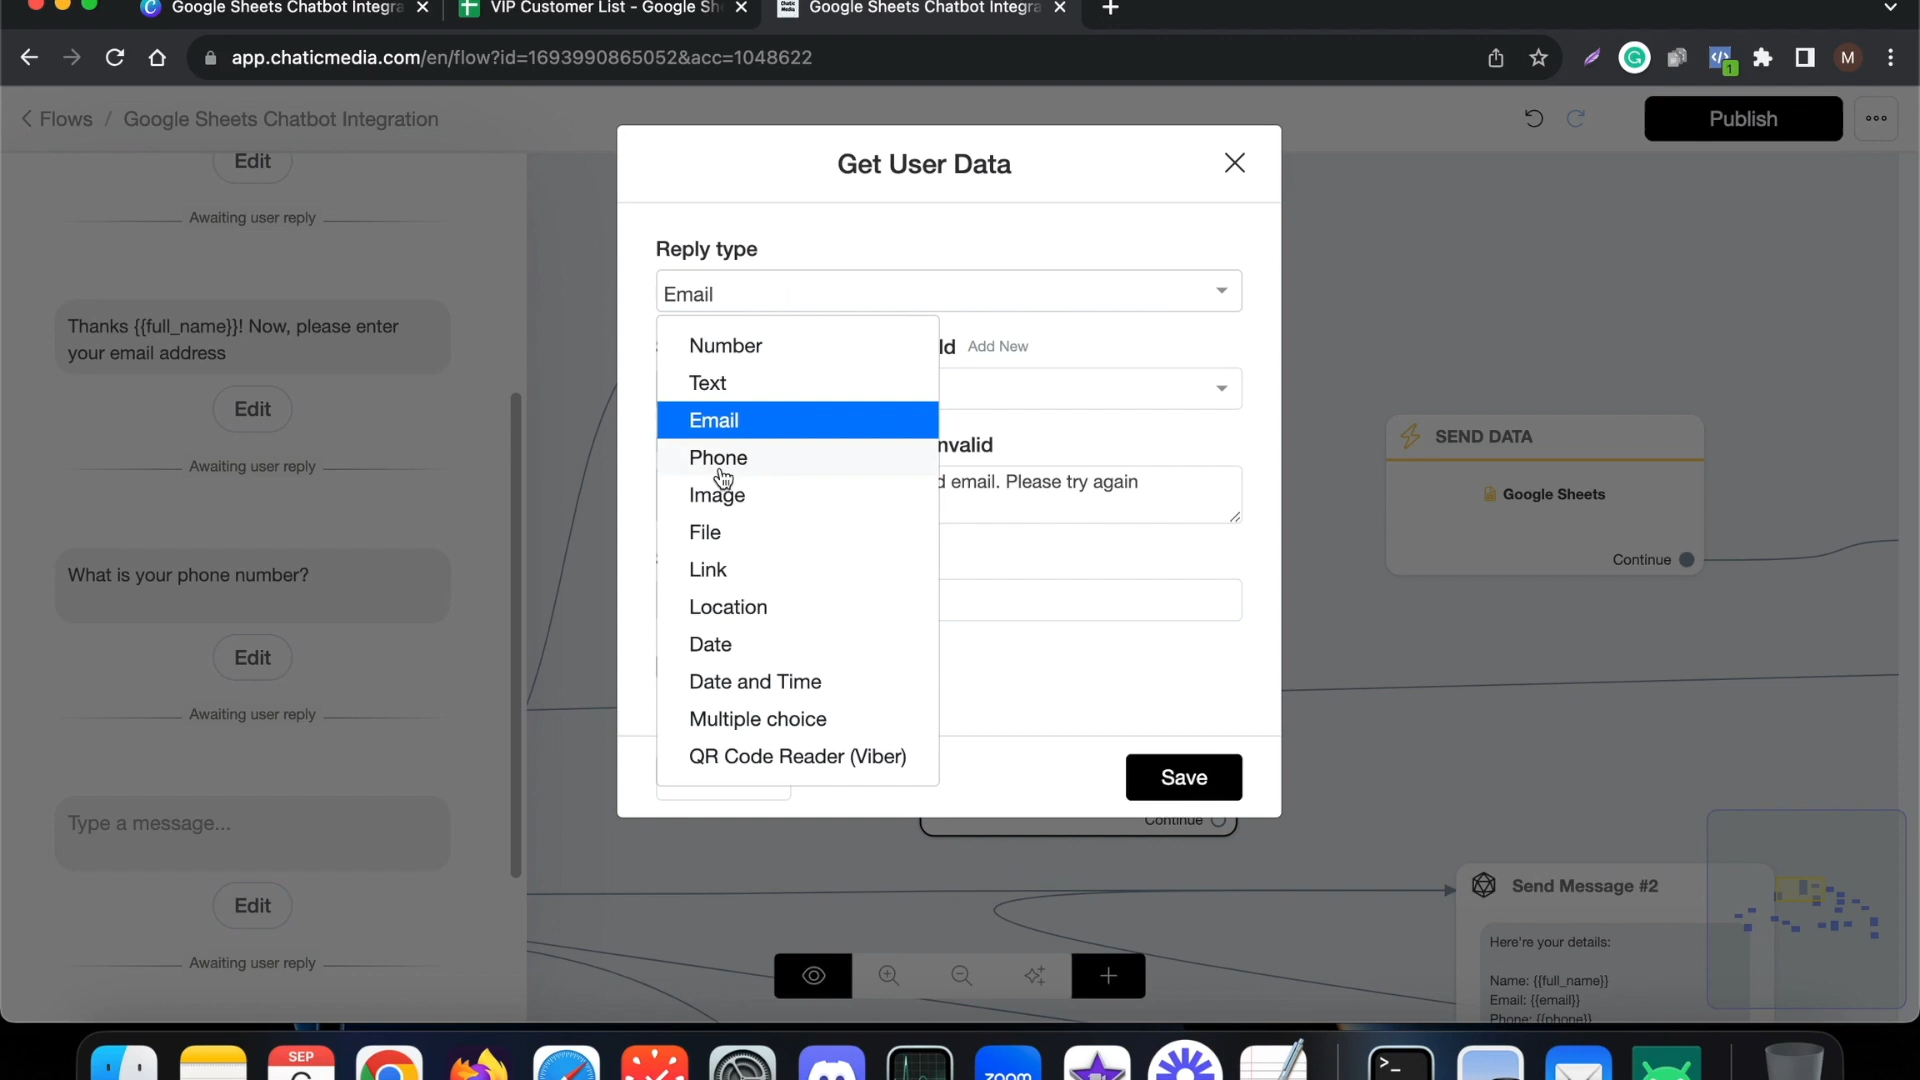 Google Sheets Chatbot Integra
VIP Customer List - Google Sh
Google Sheets Chatbot Integra
app.chaticmedia.com/en/flow?id=1693990865052&acc=1048622
1
M
Flows / Google Sheets Chatbot Integration
Publish
Edit
Awaiting user reply
Thanks {{full_name}}! Now, please enter
your email address
Edit
Awaiting user reply
What is your phone number?
Edit
Awaiting user reply
Type a message...
Edit
Awaiting user reply
Get User Data
Reply type
Email
Number
Text
Email
Phone
Image
File
Link
Location
Date
Date and Time
Multiple choice
QR Code Reader (Viber)
ld Add New
nvalid
d email. Please try again
Save
Continue
SEND DATA
Google Sheets
Continue
Send Message #2
Here're your details:
Name: {{full_name}}
Email: {{email}}
Phone: {{phone}}
SEP
zoom